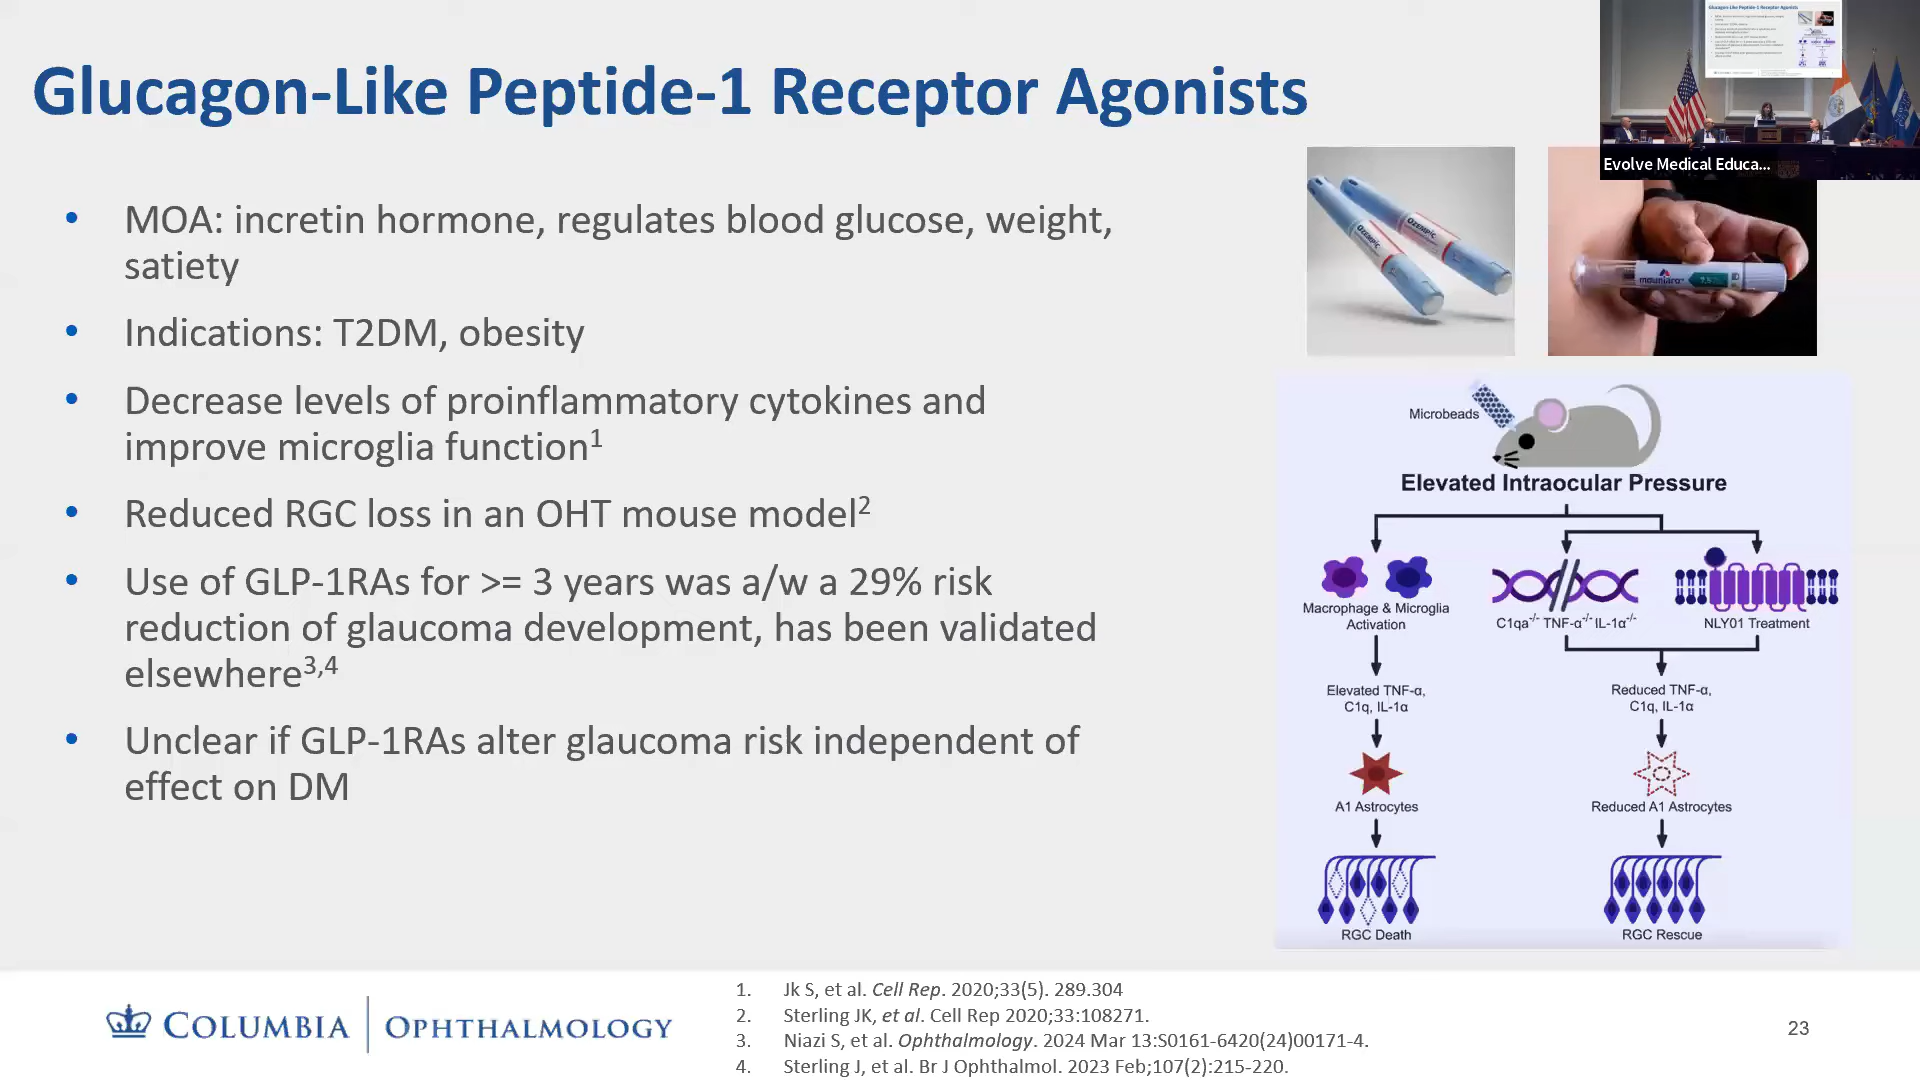 Glucagon-Like Peptide-1 Receptor Agonists
Evolve Medical Educa...
• MOA: incretin hormone, regulates blood glucose, weight,
satiety
• Indications: T2DM, obesity
• Decrease levels of proinflammatory cytokines and
improve microglia function1
• Reduced RGC loss in an OHT mouse model2
• Use of GLP-1RAs for >= 3 years was a/w a 29% risk
reduction of glaucoma development, has been validated
elsewhere3,4
• Unclear if GLP-1RAs alter glaucoma risk independent of
effect on DM
OZEMPIC
OZEMPIC
mounjaro
7.5
Microbeads
Elevated Intraocular Pressure
Macrophage & Microglia
Activation
C1qa-/- TNF-α-/- IL-1α-/-
NLY01 Treatment
Elevated TNF-α,
C1q, IL-1α
Reduced TNF-α,
C1q, IL-1α
A1 Astrocytes
Reduced A1 Astrocytes
RGC Death
RGC Rescue
COLUMBIA | OPHTHALMOLOGY
1. Jk S, et al. Cell Rep. 2020;33(5). 289.304
2. Sterling JK, et al. Cell Rep 2020;33:108271.
3. Niazi S, et al. Ophthalmology. 2024 Mar 13:S0161-6420(24)00171-4.
4. Sterling J, et al. Br J Ophthalmol. 2023 Feb;107(2):215-220.
23